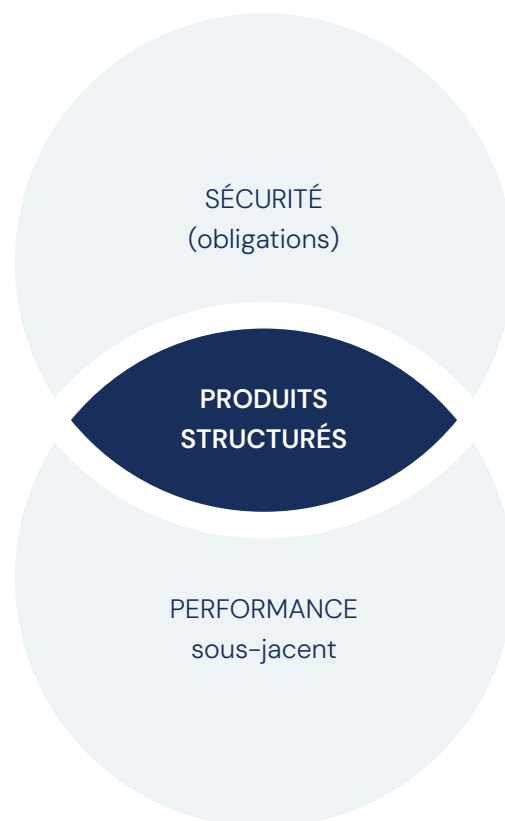 SÉCURITÉ
(obligations)
PRODUITS
STRUCTURÉS
PERFORMANCE
sous-jacent